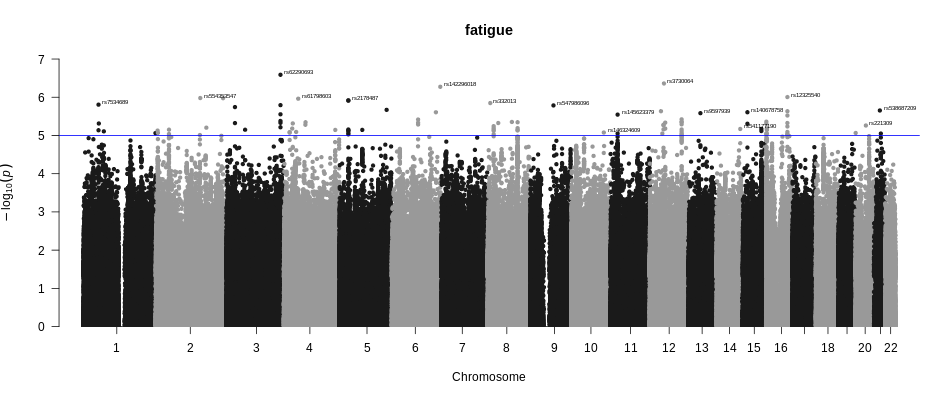 fatigue
7
6
5
4
3
2
1
0
−log10(p)
rs62290693
rs3730064
rs142296018
rs12325540
rs61798603
rs2178487
rs332013
rs7534689
rs547986096
rs538687209
rs140678758
rs9597939
rs145623379
rs221309
1 2 3 4 5 6 7 8 9 10 11 12 13 14 15 16 18 20 22
Chromosome